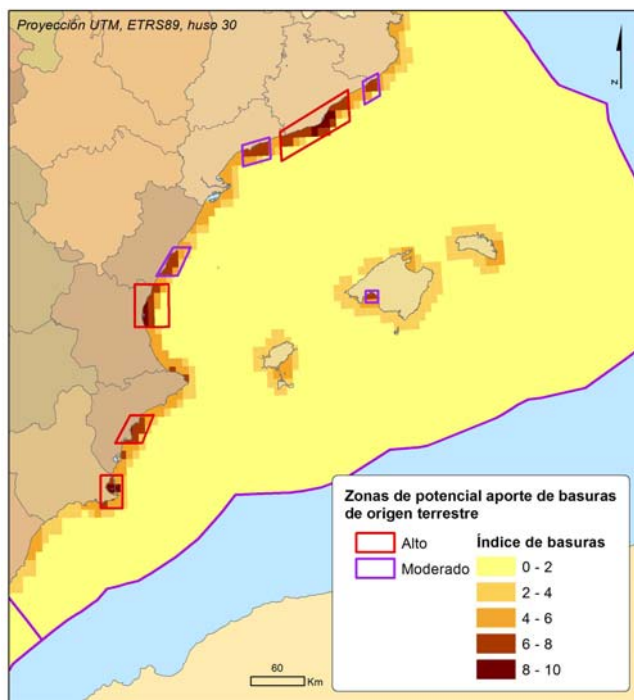 Proyección UTM, ETRS89, huso 30
N
Zonas de potencial aporte de basuras
de origen terrestre
Alto
Moderado
Índice de basuras
0 - 2
2 - 4
4 - 6
6 - 8
8 - 10
60
Km